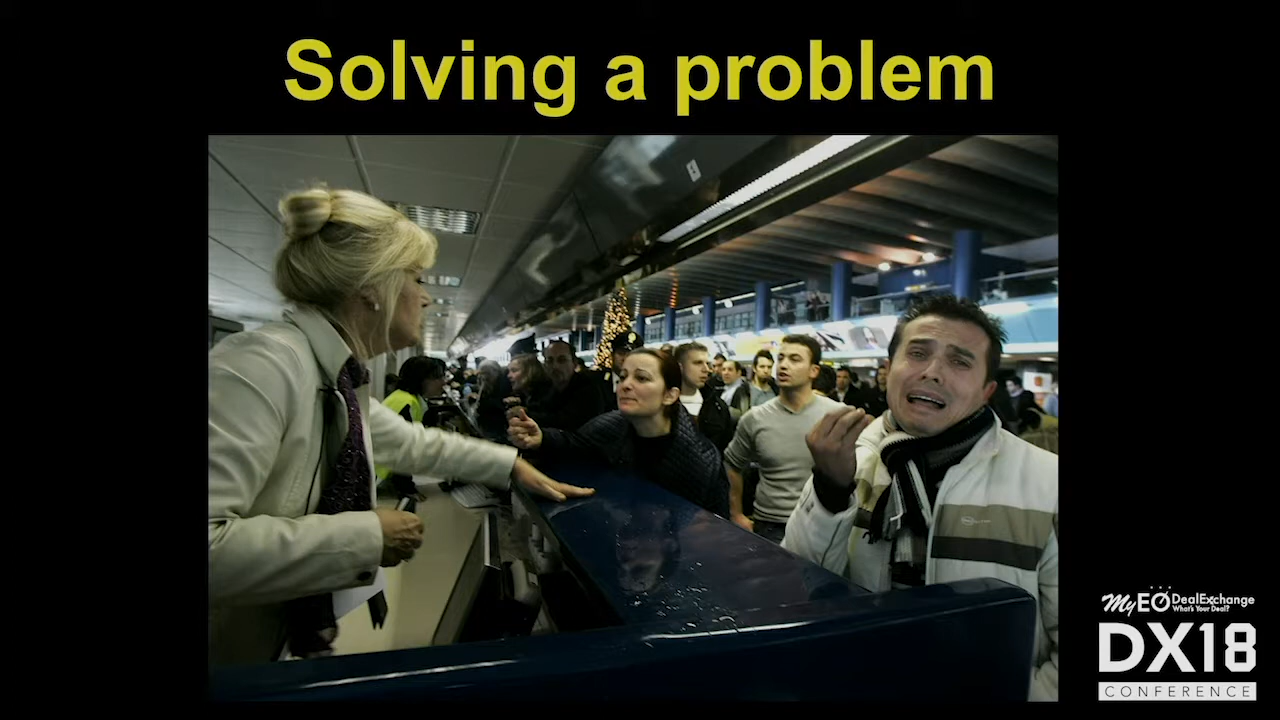 Solving a problem
MyEO DealExchange
What's Your Deal?
DX18
CONFERENCE